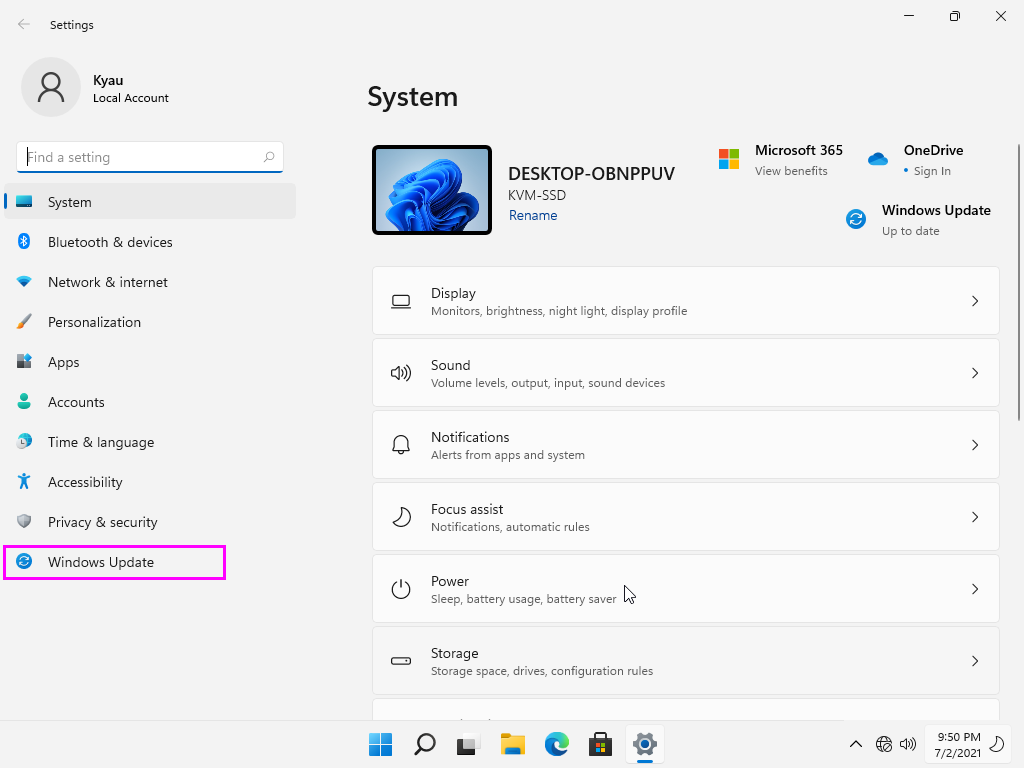 Settings
Kyau
Local Account
Find a setting
System
Bluetooth & devices
Network & internet
Personalization
Apps
Accounts
Time & language
Accessibility
Privacy & security
Windows Update
System
DESKTOP-OBNPPUV
KVM-SSD
Rename
Microsoft 365
View benefits
OneDrive
Sign In
Windows Update
Up to date
Display
Monitors, brightness, night light, display profile
Sound
Volume levels, output, input, sound devices
Notifications
Alerts from apps and system
Focus assist
Notifications, automatic rules
Power
Sleep, battery usage, battery saver
Storage
Storage space, drives, configuration rules
9:50 PM
7/2/2021